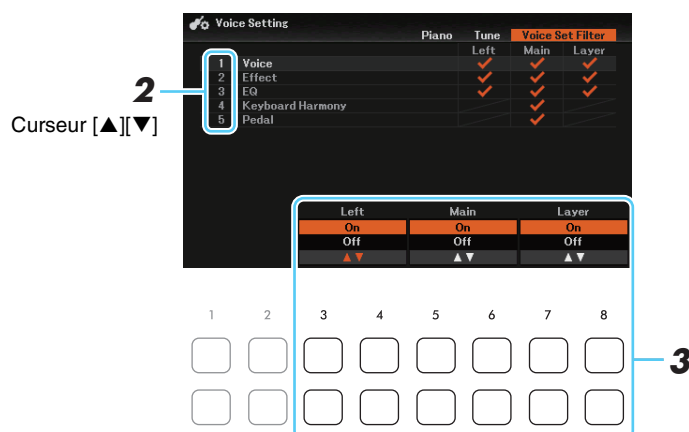 Voice Setting
Piano Tune Voice Set Filter
Left Main Layer
1 Voice
2 Effect
3 EQ
4 Keyboard Harmony
5 Pedal
2
Curseur [▲][▼]
Left Main Layer
On On On
Off Off Off
▲▼ ▲▼ ▲▼
1 2 3 4 5 6 7 8
3